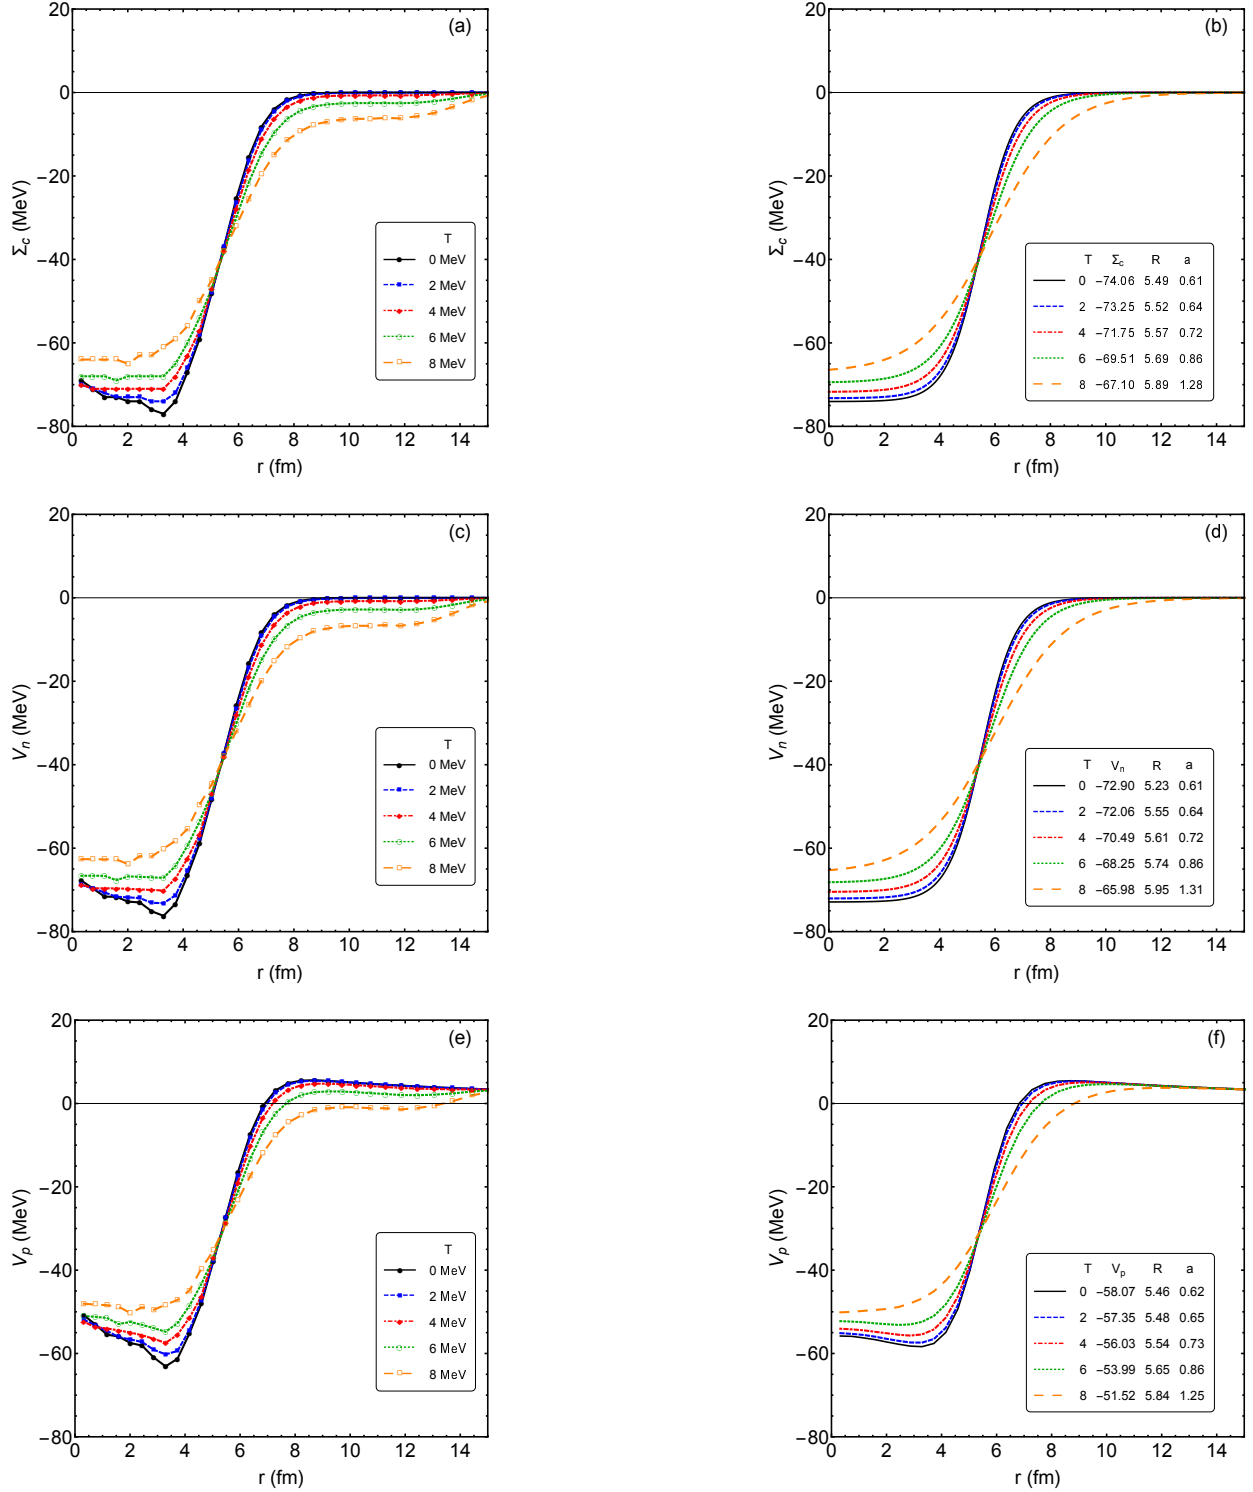 (a)
20
0
−20
−40
−60
−80
Σc (MeV)
T
0 MeV
2 MeV
4 MeV
6 MeV
8 MeV
0 2 4 6 8 10 12 14
r (fm)
(b)
20
0
−20
−40
−60
−80
Σc (MeV)
T Σc R a
0 −74.06 5.49 0.61
2 −73.25 5.52 0.64
4 −71.75 5.57 0.72
6 −69.51 5.69 0.86
8 −67.10 5.89 1.28
0 2 4 6 8 10 12 14
r (fm)
(c)
20
0
−20
−40
−60
−80
Vn (MeV)
T
0 MeV
2 MeV
4 MeV
6 MeV
8 MeV
0 2 4 6 8 10 12 14
r (fm)
(d)
20
0
−20
−40
−60
−80
Vn (MeV)
T Vn R a
0 −72.90 5.23 0.61
2 −72.06 5.55 0.64
4 −70.49 5.61 0.72
6 −68.25 5.74 0.86
8 −65.98 5.95 1.31
0 2 4 6 8 10 12 14
r (fm)
(e)
20
0
−20
−40
−60
−80
Vp (MeV)
T
0 MeV
2 MeV
4 MeV
6 MeV
8 MeV
0 2 4 6 8 10 12 14
r (fm)
(f)
20
0
−20
−40
−60
−80
Vp (MeV)
T Vp R a
0 −58.07 5.46 0.62
2 −57.35 5.48 0.65
4 −56.03 5.54 0.73
6 −53.99 5.65 0.86
8 −51.52 5.84 1.25
0 2 4 6 8 10 12 14
r (fm)